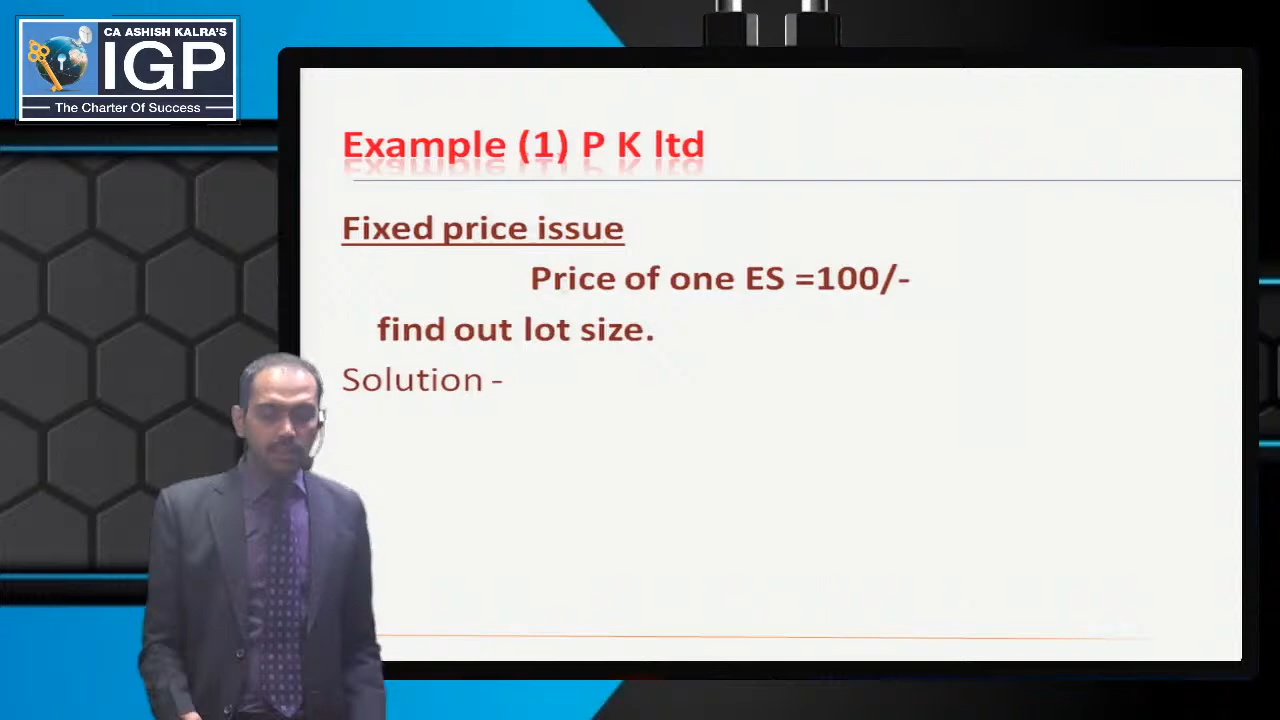 CA ASHISH KALRA'S
IGP
The Charter Of Success
Example (1) P K ltd
Fixed price issue
Price of one ES =100/-
find out lot size.
Solution -